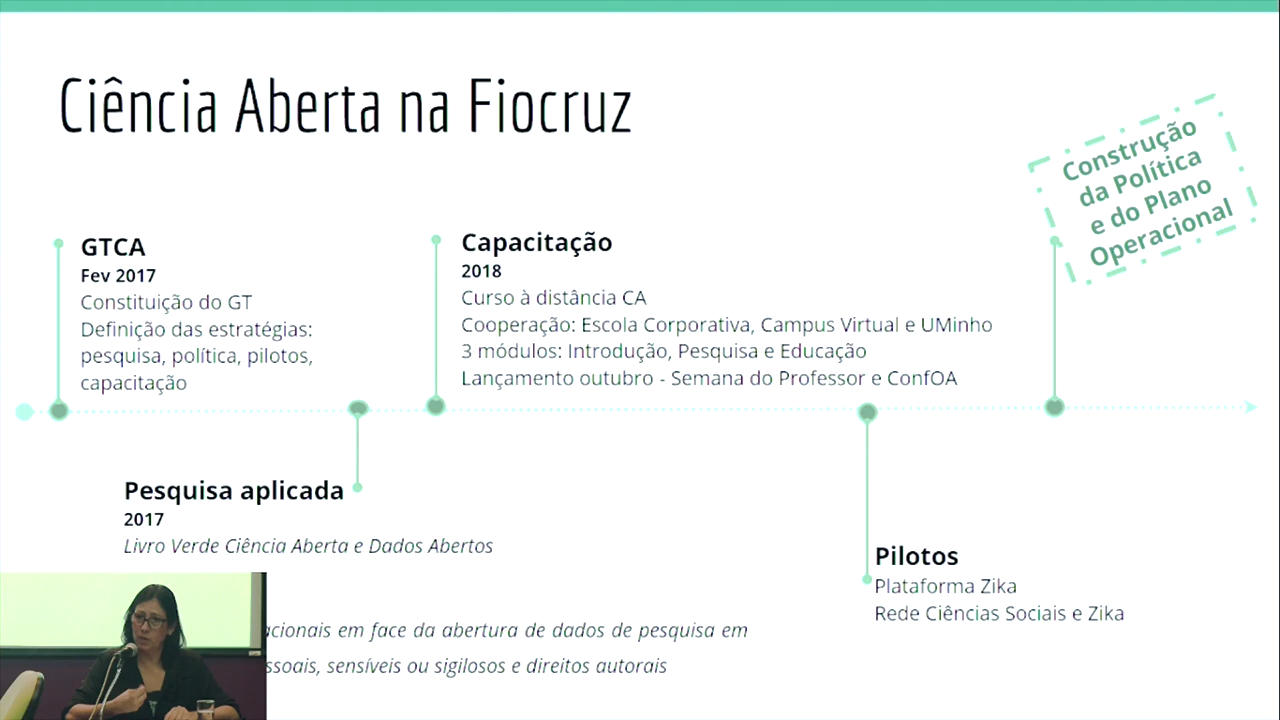 Ciência Aberta na Fiocruz
Construção
da Política
e do Plano
Operacional
GTCA
Fev 2017
Constituição do GT
Definição das estratégias:
pesquisa, política, pilotos,
capacitação
Capacitação
2018
Curso à distância CA
Cooperação: Escola Corporativa, Campus Virtual e UMinho
3 módulos: Introdução, Pesquisa e Educação
Lançamento outubro - Semana do Professor e ConfOA
Pesquisa aplicada
2017
Livro Verde Ciência Aberta e Dados Abertos
Pilotos
Plataforma Zika
Rede Ciências Sociais e Zika
em face da abertura de dados de pesquisa em
sensíveis ou sigilosos e direitos autorais